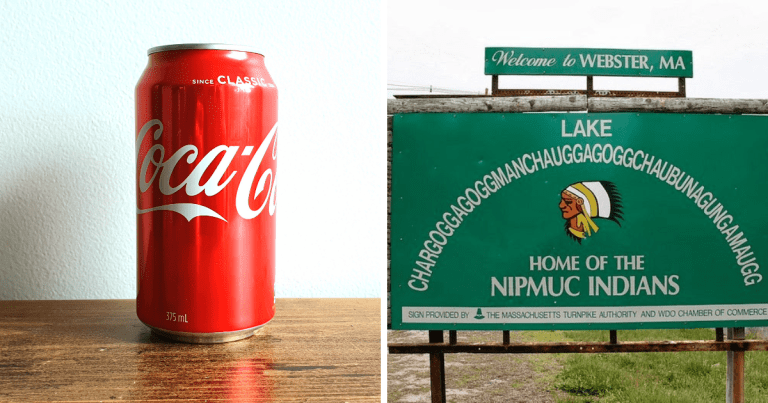 SINCE CLASSIC
Coca-C
375 mL
Welcome to WEBSTER, MA
LAKE
CHARGOGGAGOGGMANCHAUGGAGOGGCHAUBUNAGUNGAMAUGG
HOME OF THE
NIPMUC INDIANS
SIGN PROVIDED BY THE MASSACHUSETTS TURNPIKE AUTHORITY AND WDO CHAMBER OF COMMERCE